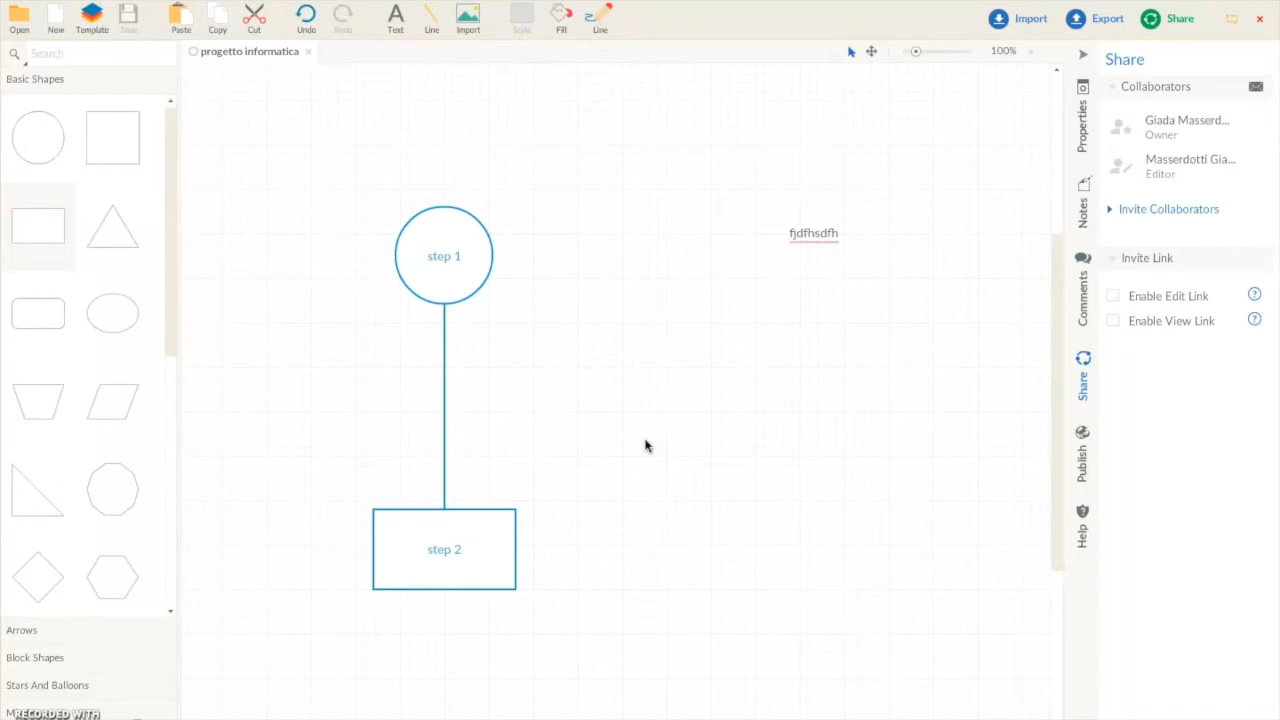 Open New Template Save Paste Copy Cut Undo Redo Text Line Import Style Fill Line
Import Export Share
Search
progetto informatica
100%
Basic Shapes
Share
Collaborators
Giada Masserd...
Owner
Masserdotti Gia...
Editor
Invite Collaborators
Invite Link
Enable Edit Link
Enable View Link
Properties
Notes
Comments
Share
Publish
Help
step 1
fjdfhsdfh
step 2
Arrows
Block Shapes
Stars And Balloons
RECORDED WITH